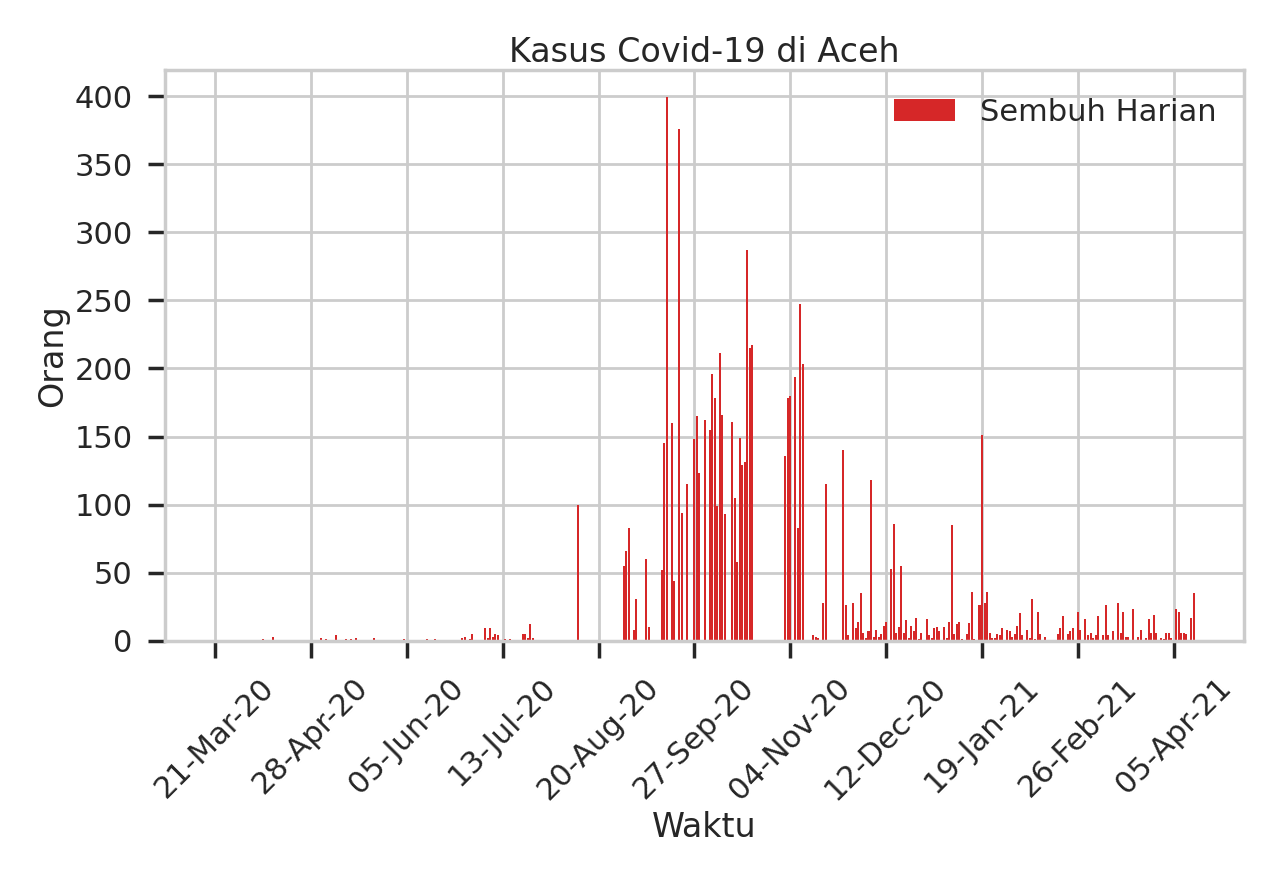 Kasus Covid-19 di Aceh
Sembuh Harian
Orang
400
350
300
250
200
150
100
50
0
21-Mar-20
28-Apr-20
05-Jun-20
13-Jul-20
20-Aug-20
27-Sep-20
04-Nov-20
12-Dec-20
19-Jan-21
26-Feb-21
05-Apr-21
Waktu